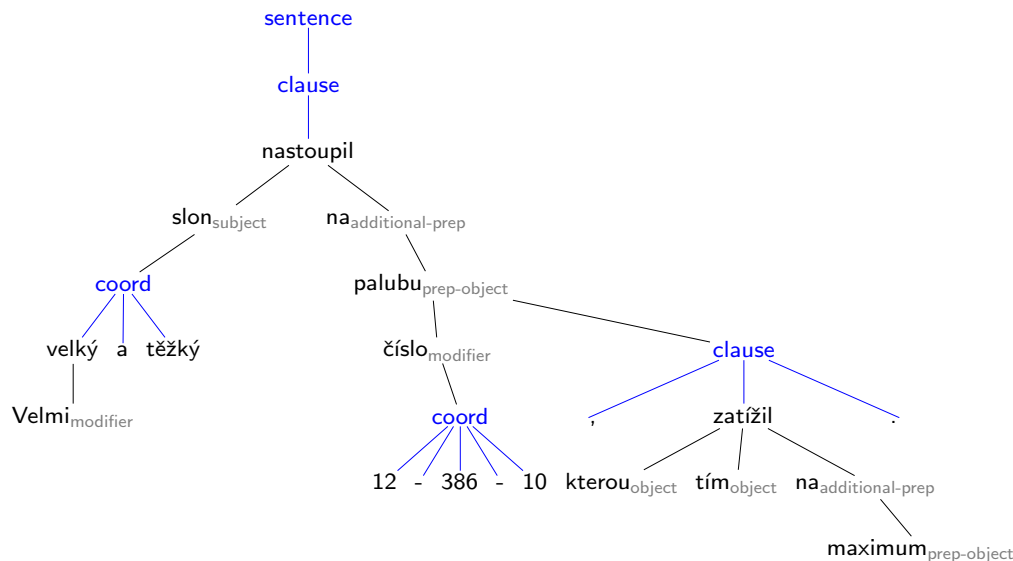 sentence
clause
nastoupil
slon subject na additional-prep
coord palubu prep-object
velký a těžký číslo modifier clause
Velmi modifier coord , zatížil .
12 - 386 - 10 kterou object tím object na additional-prep
maximum prep-object